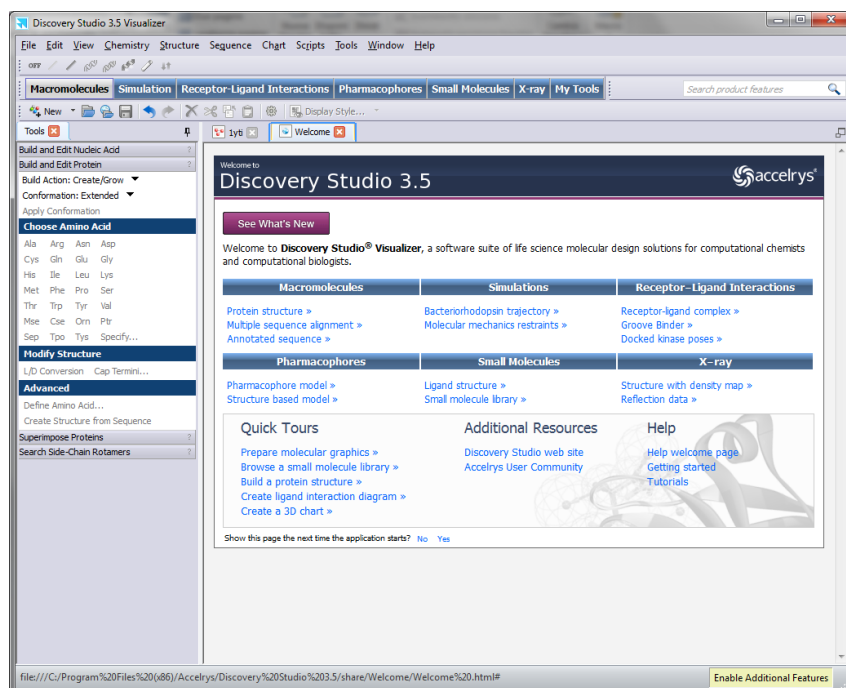 Discovery Studio 3.5 Visualizer
File Edit View Chemistry Structure Sequence Chart Scripts Tools Window Help
OFF
Macromolecules Simulation Receptor-Ligand Interactions Pharmacophores Small Molecules X-ray My Tools Search product features
New Display Style...
Tools 1yti Welcome
Build and Edit Nucleic Acid ?
Build and Edit Protein ?
Build Action: Create/Grow
Conformation: Extended
Apply Conformation
Choose Amino Acid
Ala Arg Asn Asp
Cys Gln Glu Gly
His Ile Leu Lys
Met Phe Pro Ser
Thr Trp Tyr Val
Mse Cse Orn Ptr
Sep Tpo Tys Specify...
Modify Structure
L/D Conversion Cap Termini...
Advanced
Define Amino Acid...
Create Structure from Sequence
Superimpose Proteins ?
Search Side-Chain Rotamers ?
Welcome to
Discovery Studio 3.5 accelrys®
See What's New
Welcome to Discovery Studio® Visualizer, a software suite of life science molecular design solutions for computational chemists
and computational biologists.
Macromolecules Simulations Receptor-Ligand Interactions
Protein structure » Bacteriorhodopsin trajectory » Receptor-ligand complex »
Multiple sequence alignment » Molecular mechanics restraints » Groove Binder »
Annotated sequence » Docked kinase poses »
Pharmacophores Small Molecules X-ray
Pharmacophore model » Ligand structure » Structure with density map »
Structure based model » Small molecule library » Reflection data »
Quick Tours Additional Resources Help
Prepare molecular graphics » Discovery Studio web site Help welcome page
Browse a small molecule library » Accelrys User Community Getting started
Build a protein structure » Tutorials
Create ligand interaction diagram »
Create a 3D chart »
Show this page the next time the application starts? No Yes
file:///C:/Program%20Files%20(x86)/Accelrys/Discovery%20Studio%203.5/share/Welcome/Welcome%20.html# Enable Additional Features